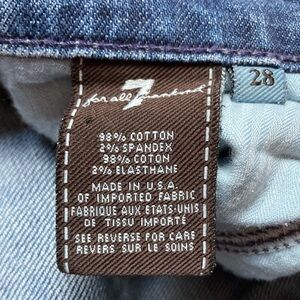 7
for all mankind
28
98% COTTON
2% SPANDEX
98% COTON
2% ELASTHANE
MADE IN U.S.A.
OF IMPORTED FABRIC
FABRIQUE AUX ETATS-UNIS
DE TISSU IMPORTÉ
SEE REVERSE FOR CARE
REVERS SUR LE SOINS